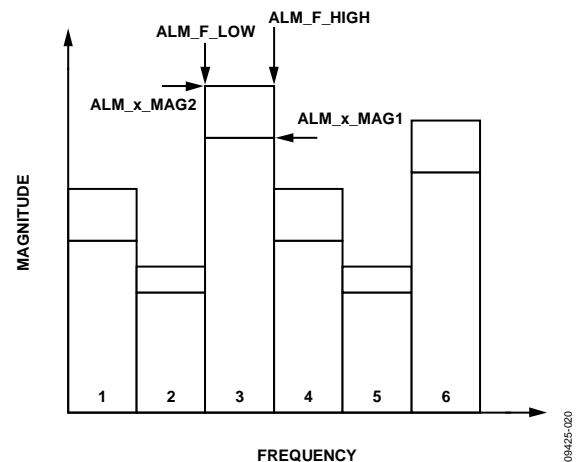 ALM_F_HIGH
ALM_F_LOW
ALM_x_MAG2
ALM_x_MAG1
MAGNITUDE
1 2 3 4 5 6
FREQUENCY
09425-020